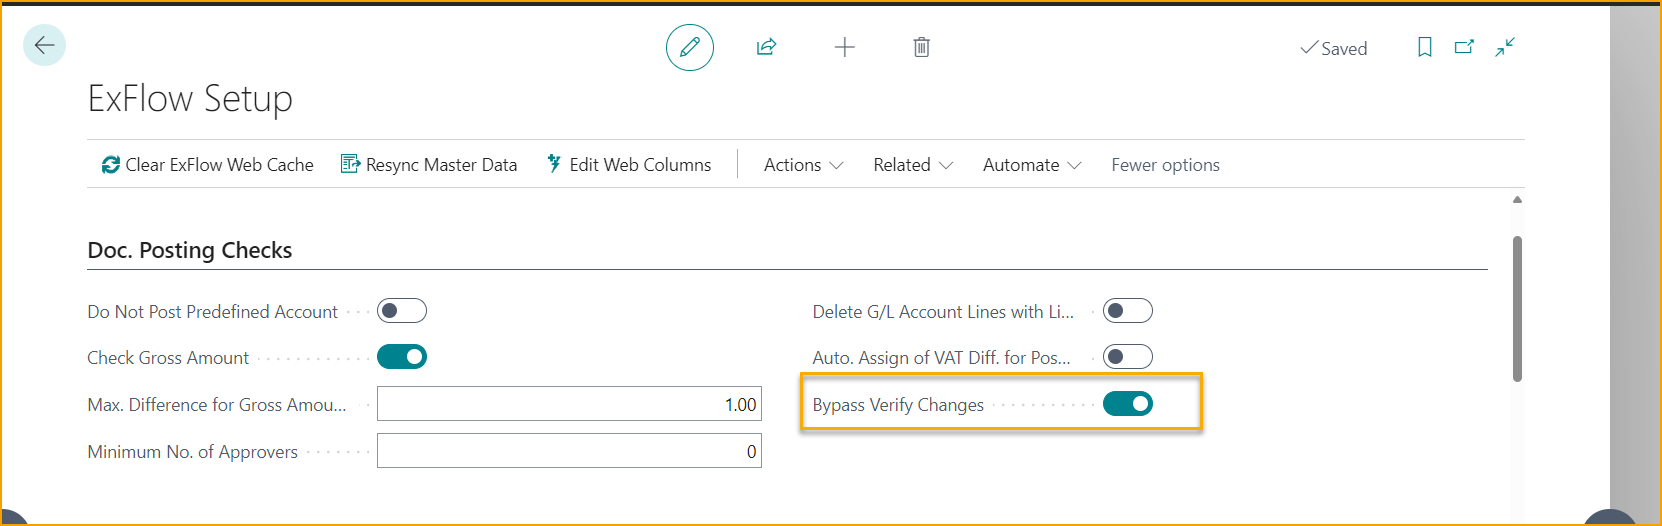 Saved
ExFlow Setup
Clear ExFlow Web Cache Resync Master Data Edit Web Columns Actions Related Automate Fewer options
Doc. Posting Checks
Do Not Post Predefined Account
Check Gross Amount
Max. Difference for Gross Amou... 1.00
Minimum No. of Approvers 0
Delete G/L Account Lines with Li...
Auto. Assign of VAT Diff. for Pos...
Bypass Verify Changes